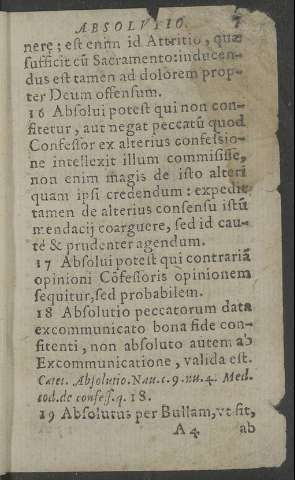 ABSOLVTIO. 7
nere; est enim id Attritio, quæ
sufficit cũ Sacramento: inducen-
dus est tamen ad dolorem prop-
ter Deum offensum.
16 Absolui potest qui non con-
fitetur, aut negat peccatũ quod
Confessor ex alterius confessio-
ne intellexit illum commisisse,
non enim magis de isto alteri
quam ipsi credendum: expedit
tamen de alterius consensu istũ
mendacij coarguere, sed id cau-
tè & prudenter agendum.
17 Absolui potest qui contrariã
opinioni Cõfessoris opinionem
sequitur, sed probabilem.
18 Absolutio peccatorum data
excommunicato bona fide con-
fitenti, non absoluto autem ab
Excommunicatione, valida est.
Caiet. Absolutio. Nau. c. 9. nu. 4. Med.
cod. de confes. q. 18.
19 Absolutus per Bullam, vt sit,
A 4 ab